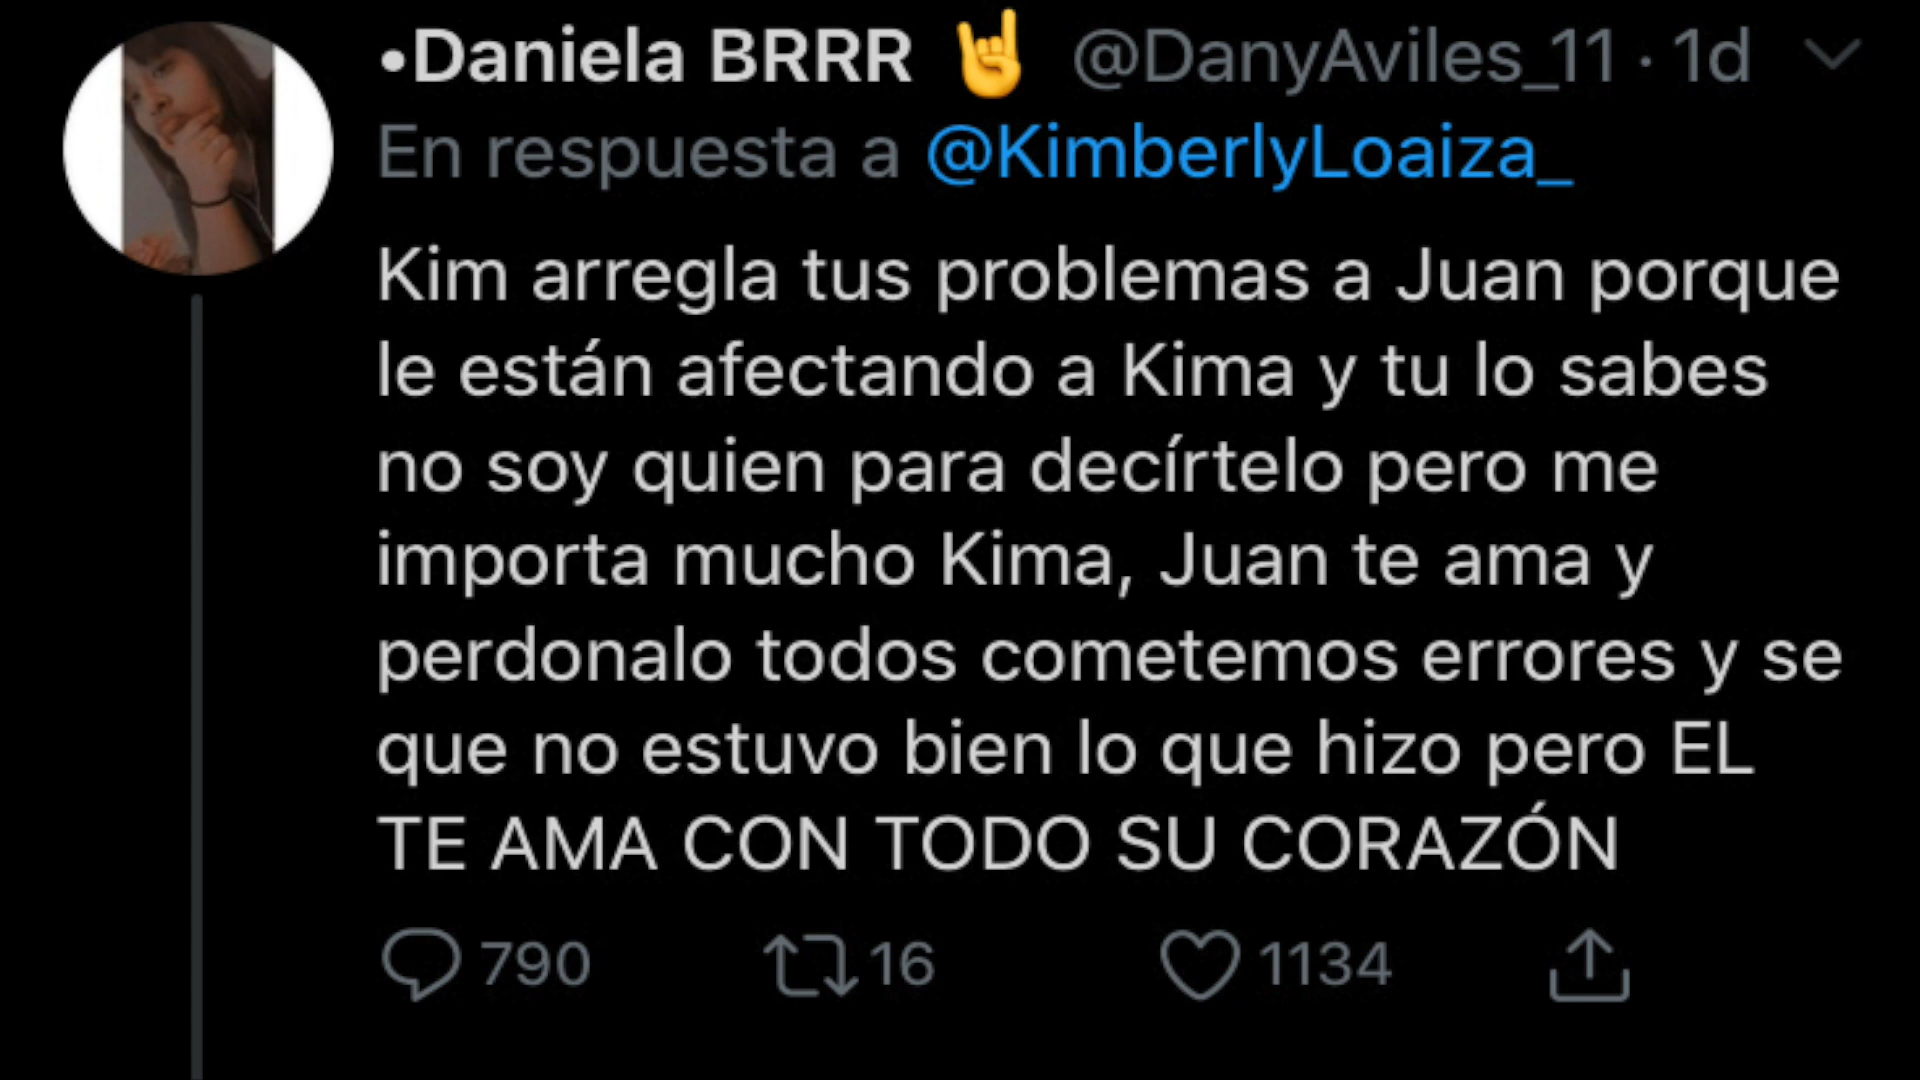 •Daniela BRRR 🤘 @DanyAviles_11 · 1d
En respuesta a @KimberlyLoaiza_
Kim arregla tus problemas a Juan porque
le están afectando a Kima y tu lo sabes
no soy quien para decírtelo pero me
importa mucho Kima, Juan te ama y
perdonalo todos cometemos errores y se
que no estuvo bien lo que hizo pero EL
TE AMA CON TODO SU CORAZÓN
790 16 1134